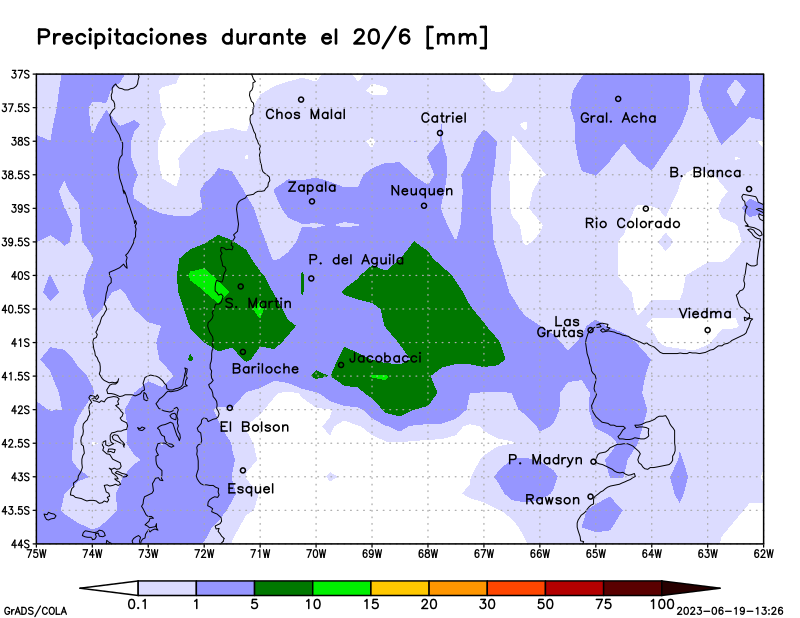 Precipitaciones durante el 20/6 [mm]
37S
37.5S
Chos Malal
Catriel
Gral. Acha
38S
38.5S
B. Blanca
Zapala
Neuquen
39S
Rio Colorado
39.5S
P. del Aguila
40S
S. Martin
40.5S
Viedma
Las
Grutas
41S
Jacobacci
Bariloche
41.5S
42S
El Bolson
42.5S
P. Madryn
43S
Esquel
Rawson
43.5S
44S
75W 74W 73W 72W 71W 70W 69W 68W 67W 66W 65W 64W 63W 62W
0.1 1 5 10 15 20 30 50 75 100
GrADS/COLA
2023-06-19-13:26